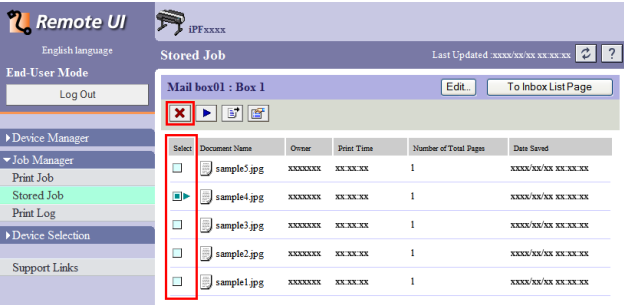 Remote UI
English language
End-User Mode
Log Out
Device Manager
Job Manager
Print Job
Stored Job
Print Log
Device Selection
Support Links
iPFxxxx
Stored Job
Last Updated :xxxx/xx/xx xx:xx:xx
?
Mail box01 : Box 1
Edit...
To Inbox List Page
Select Document Name Owner Print Time Number of Total Pages Date Saved
sample5.jpg xxxxxxx xx:xx:xx 1 xxxx/xx/xx xx:xx:xx
sample4.jpg xxxxxxx xx:xx:xx 1 xxxx/xx/xx xx:xx:xx
sample3.jpg xxxxxxx xx:xx:xx 1 xxxx/xx/xx xx:xx:xx
sample2.jpg xxxxxxx xx:xx:xx 1 xxxx/xx/xx xx:xx:xx
sample1.jpg xxxxxxx xx:xx:xx 1 xxxx/xx/xx xx:xx:xx